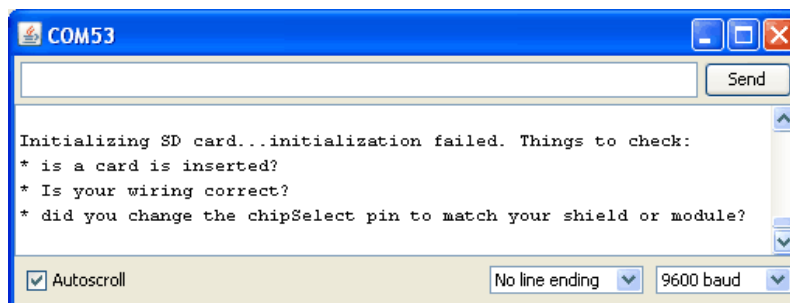 COM53
Send
Initializing SD card...initialization failed. Things to check:
* is a card is inserted?
* Is your wiring correct?
* did you change the chipSelect pin to match your shield or module?
Autoscroll
No line ending
9600 baud